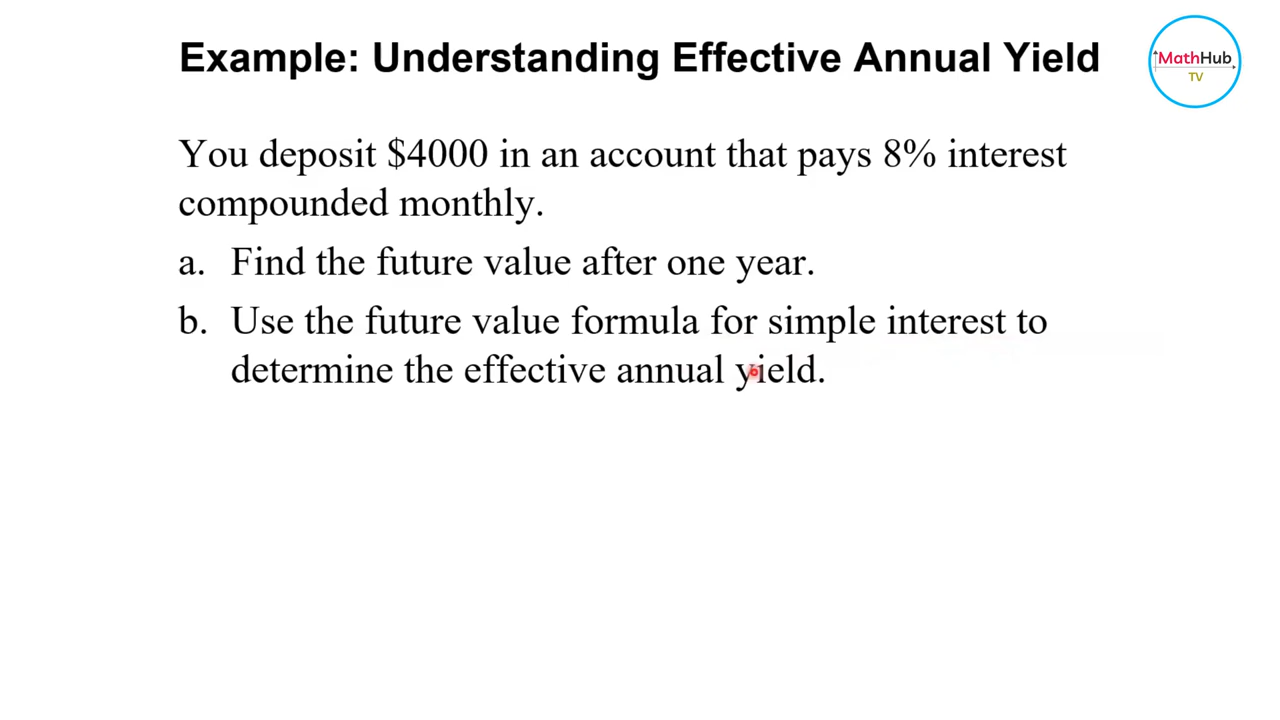 Example: Understanding Effective Annual Yield
MathHub
TV
You deposit $4000 in an account that pays 8% interest
compounded monthly.
a. Find the future value after one year.
b. Use the future value formula for simple interest to
determine the effective annual yield.